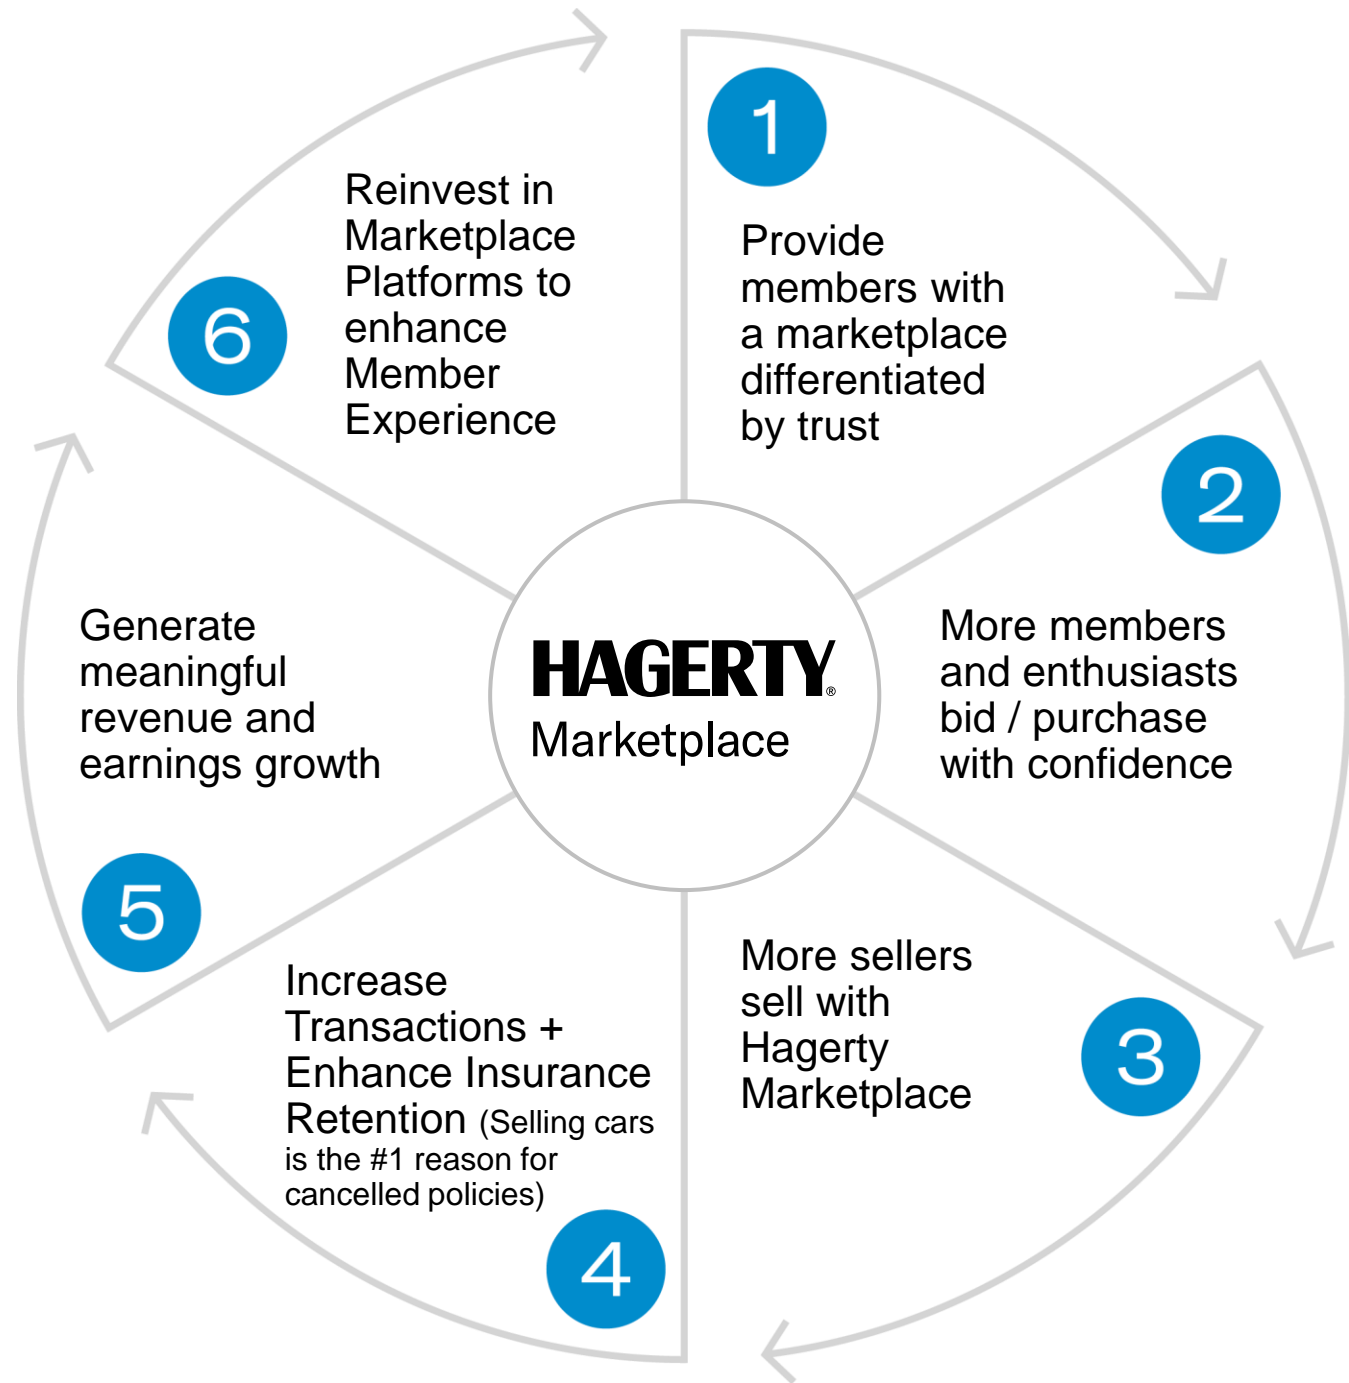 1
Provide
members with
a marketplace
differentiated
by trust
2
More members
and enthusiasts
bid / purchase
with confidence
3
More sellers
sell with
Hagerty
Marketplace
4
Increase
Transactions +
Enhance Insurance
Retention (Selling cars
is the #1 reason for
cancelled policies)
5
Generate
meaningful
revenue and
earnings growth
6
Reinvest in
Marketplace
Platforms to
enhance
Member
Experience
HAGERTY®
Marketplace